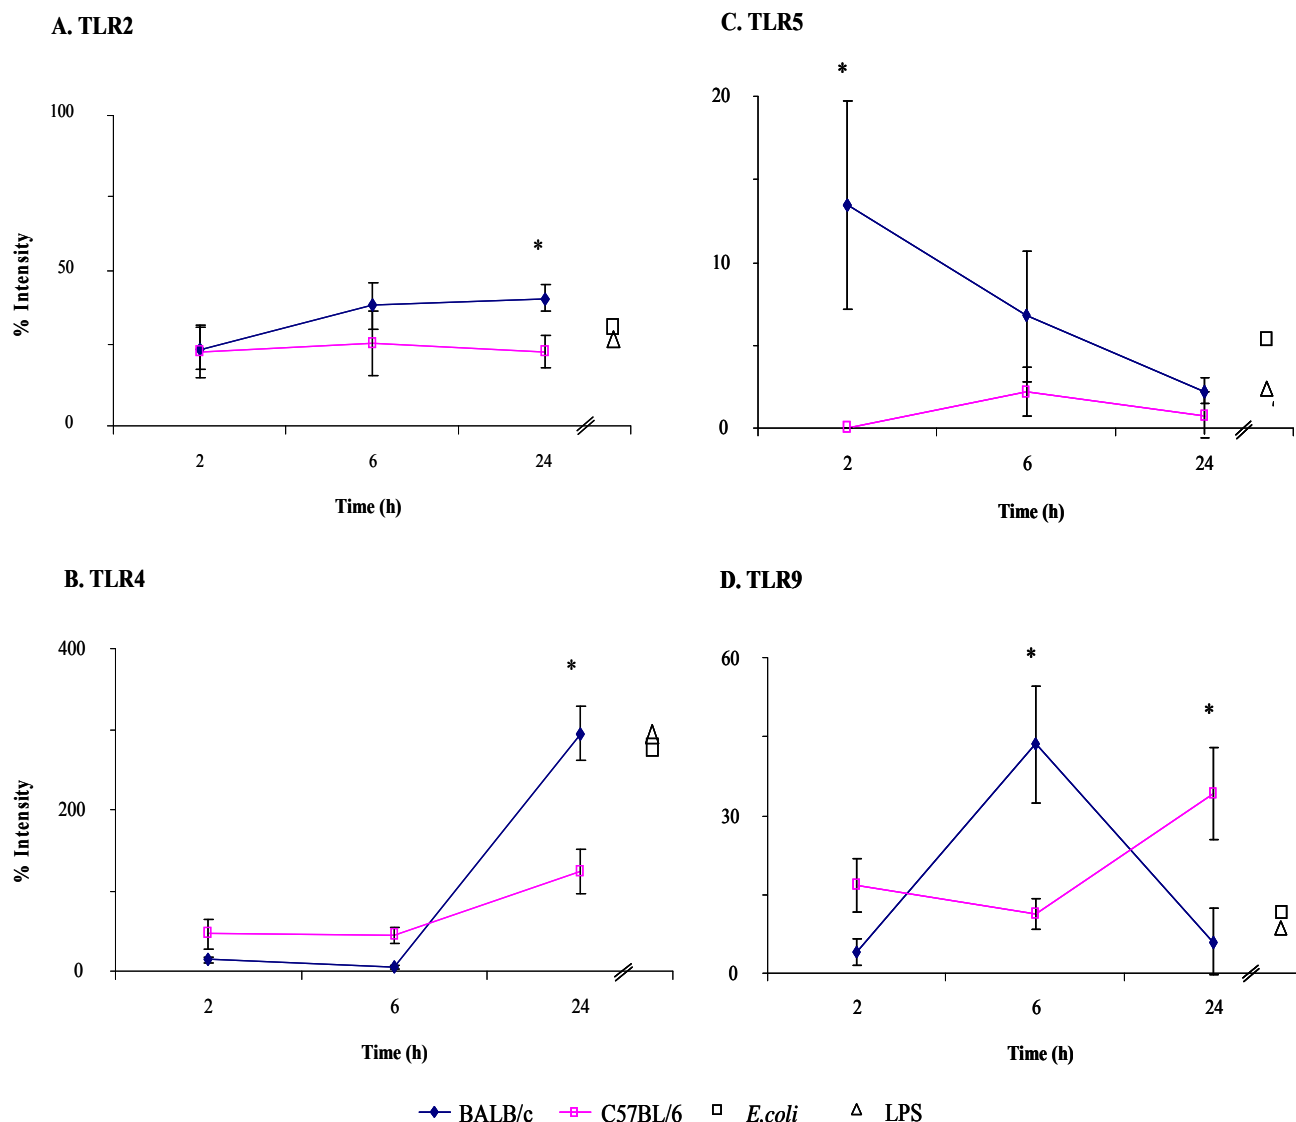 A. TLR2
% Intensity
100
50
0
*
2 6 24
Time (h)
C. TLR5
*
20
10
0
2 6 24
Time (h)
B. TLR4
% Intensity
400
200
0
*
2 6 24
Time (h)
D. TLR9
60
30
0
*
*
2 6 24
Time (h)
BALB/c C57BL/6 E.coli LPS